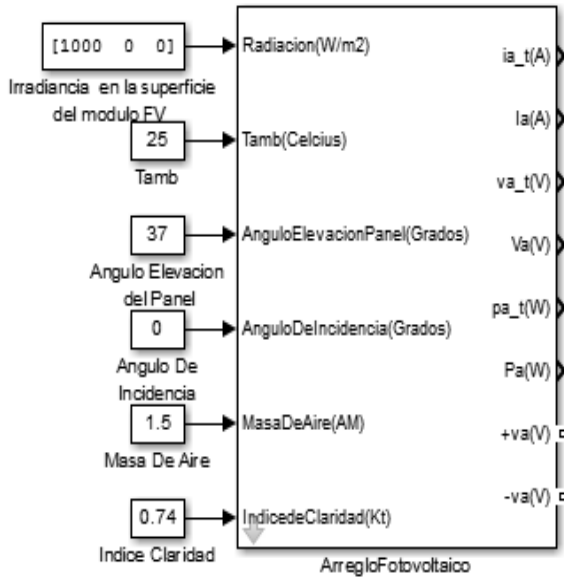 [1000 0 0]
Radiacion(W/m2)
ia_t(A)
Irradiancia en la superficie
del modulo FV
Ia(A)
25
Tamb(Celcius)
Tamb
va_t(V)
37
AnguloElevacionPanel(Grados)
Va(V)
Angulo Elevacion
del Panel
pa_t(W)
0
AnguloDeIncidencia(Grados)
Angulo De
Incidencia
Pa(W)
1.5
MasaDeAire(AM)
+va(V)
Masa De Aire
-va(V)
0.74
IndicedeClaridad(Kt)
Indice Claridad
ArregloFotovoltaico